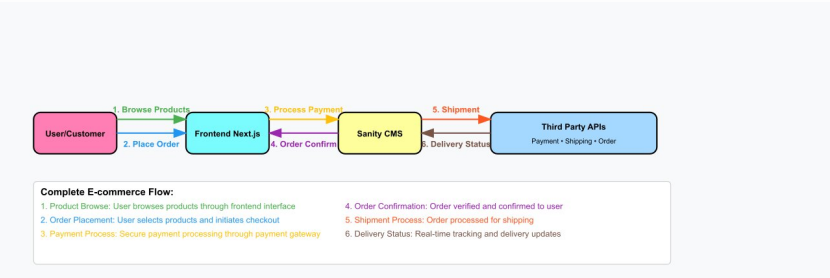 1. Browse Products
3. Process Payment
5. Shipment
User/Customer
Frontend Next.js
Sanity CMS
Third Party APIs
Payment • Shipping • Order
2. Place Order
4. Order Confirm
6. Delivery Status
Complete E-commerce Flow:
1. Product Browse: User browses products through frontend interface
2. Order Placement: User selects products and initiates checkout
3. Payment Process: Secure payment processing through payment gateway
4. Order Confirmation: Order verified and confirmed to user
5. Shipment Process: Order processed for shipping
6. Delivery Status: Real-time tracking and delivery updates